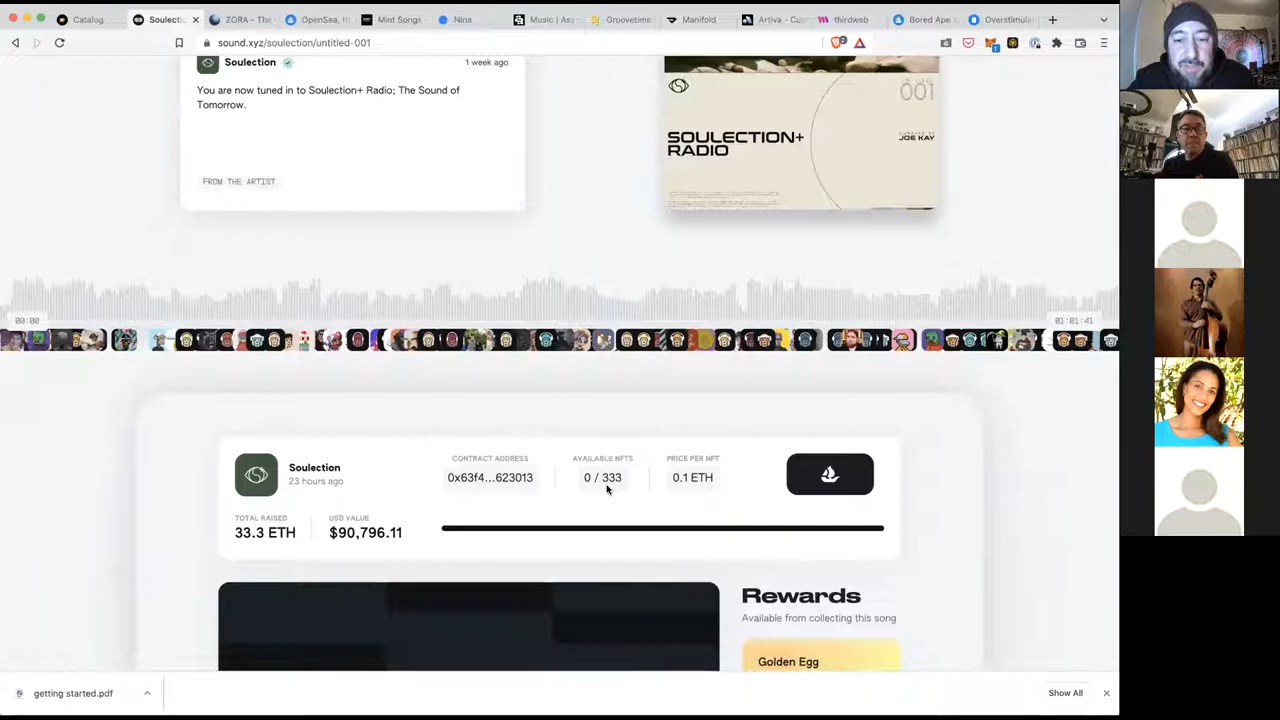 Catalog
Soulectic
ZORA – The
OpenSea, th
Mint Songs
Nina
Music | Asy
Groovetime
Manifold
Artiva - Cus
thirdweb
Bored Ape
Overstimula
sound.xyz/soulection/untitled-001
Soulection
1 week ago
You are now tuned in to Soulection+ Radio; The Sound of
Tomorrow.
FROM THE ARTIST
001
SOULECTION+
RADIO
JOE KAY
00:00
01:01:41
Soulection
23 hours ago
CONTRACT ADDRESS
0x63f4...623013
AVAILABLE NFTS
0 / 333
PRICE PER NFT
0.1 ETH
TOTAL RAISED
33.3 ETH
USD VALUE
$90,796.11
Rewards
Available from collecting this song
Golden Egg
getting started.pdf
Show All